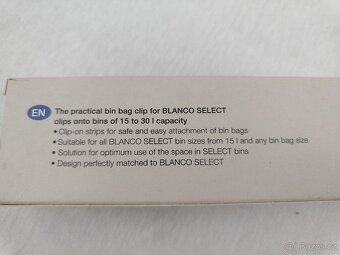 EN
The practical bin bag clip for BLANCO SELECT
clips onto bins of 15 to 30 l capacity
• Clip-on strips for safe and easy attachment of bin bags
• Suitable for all BLANCO SELECT bin sizes from 15 l and any bin bag size
• Solution for optimum use of the space in SELECT bins
• Design perfectly matched to BLANCO SELECT
Bazos.cz